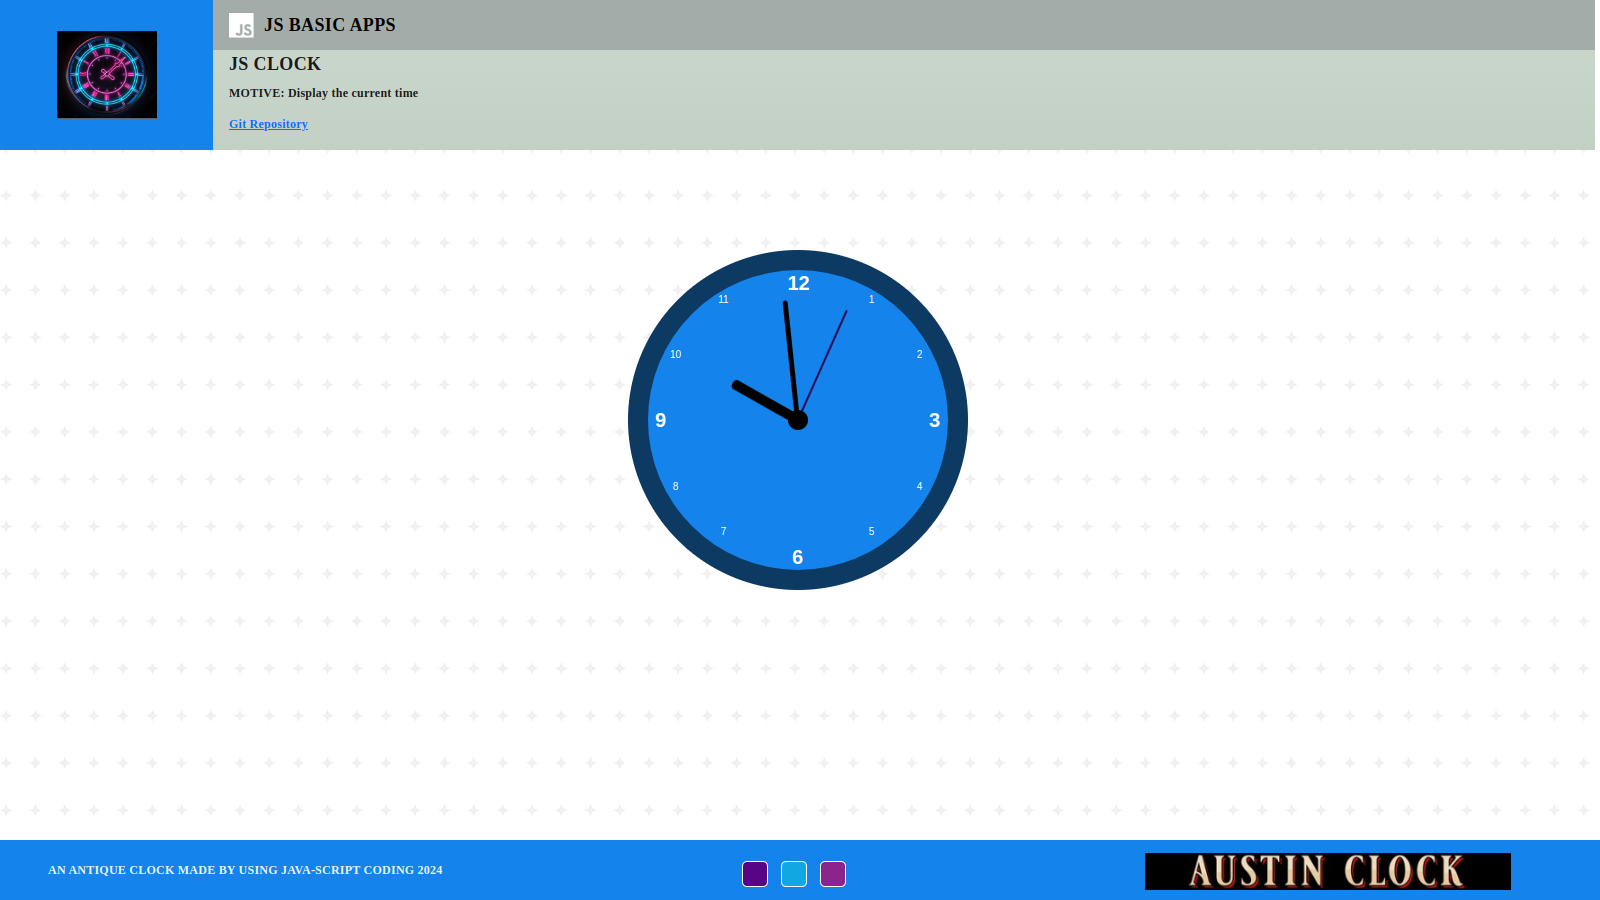 JS JS BASIC APPS
JS CLOCK
MOTIVE: Display the current time
Git Repository
12
11 1
10 2
9 3
8 4
7 5
6
AN ANTIQUE CLOCK MADE BY USING JAVA-SCRIPT CODING 2024
AUSTIN CLOCK